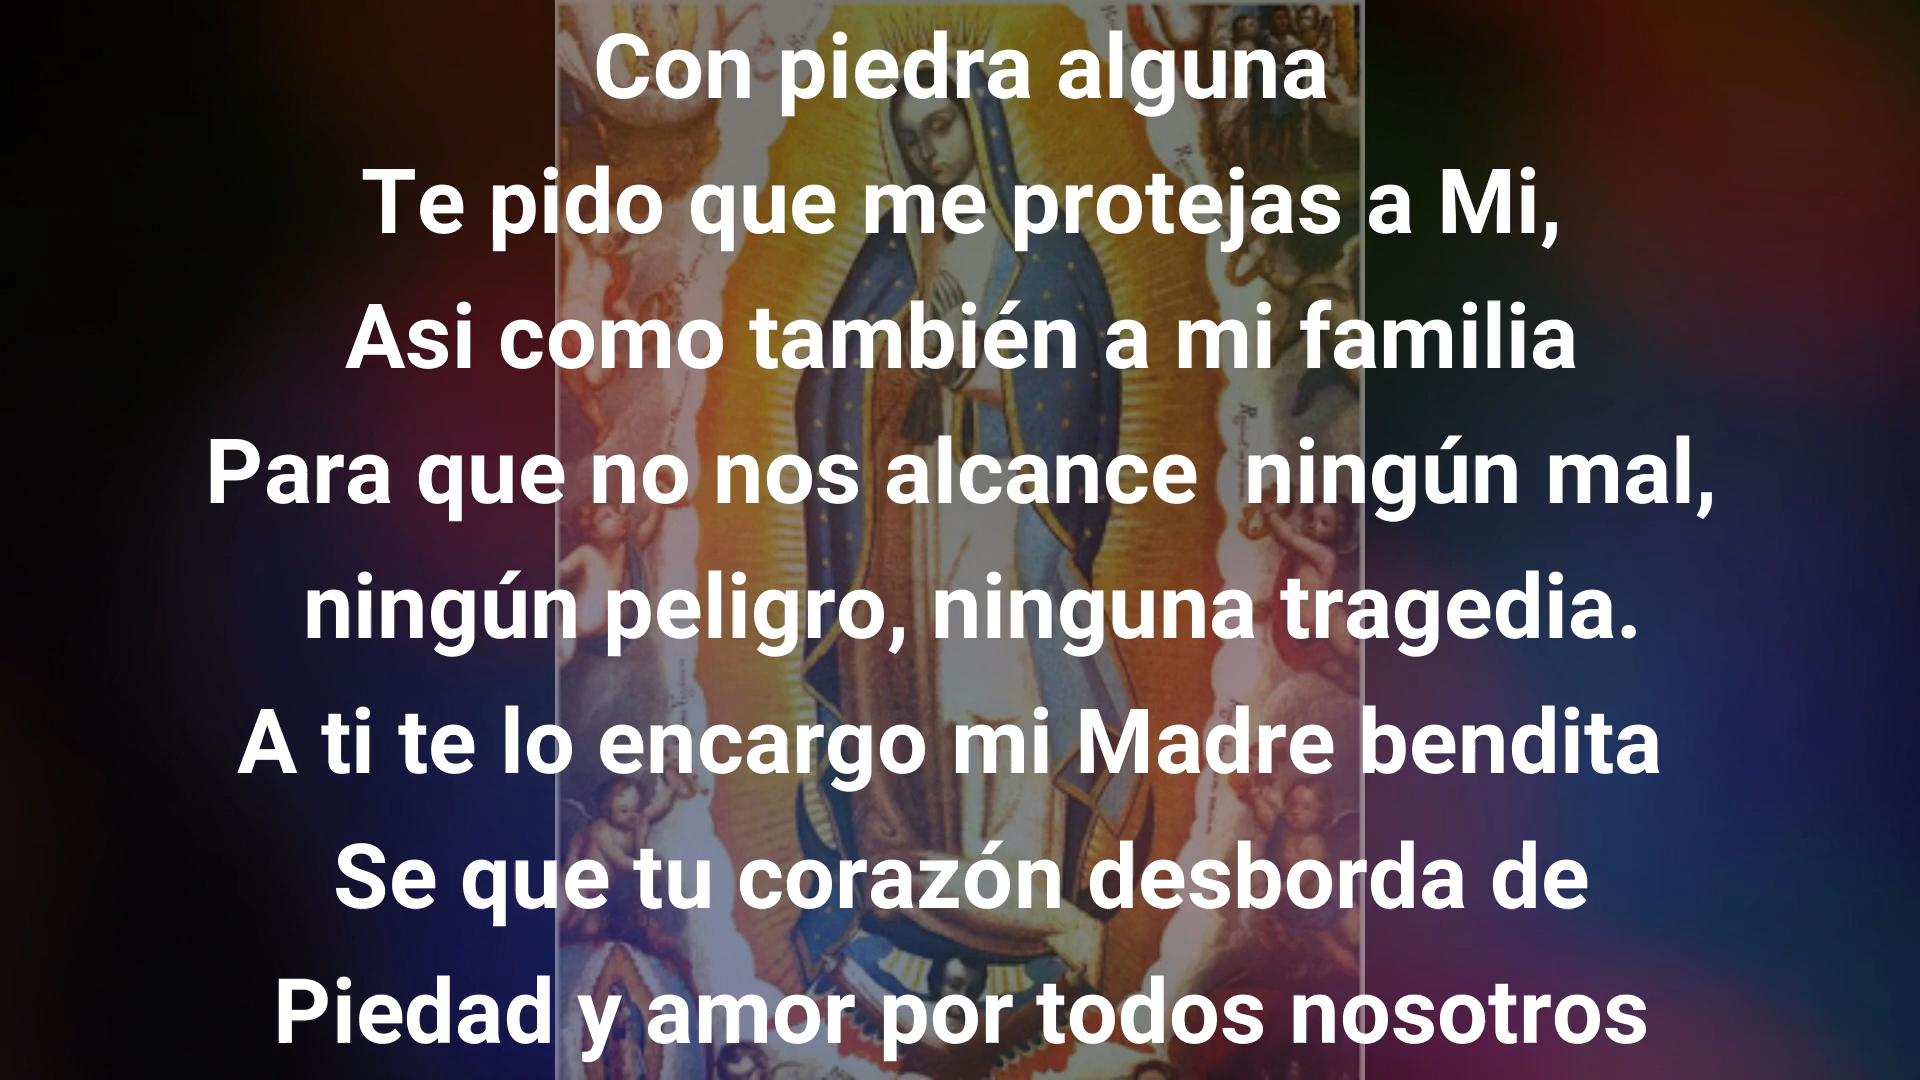 Con piedra alguna
Te pido que me protejas a Mi,
Asi como también a mi familia
Para que no nos alcance  ningún mal,
ningún peligro, ninguna tragedia.
A ti te lo encargo mi Madre bendita
Se que tu corazón desborda de
Piedad y amor por todos nosotros